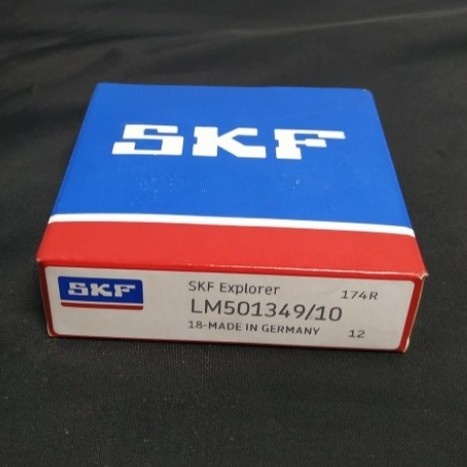 SKF
SKF
SKF Explorer
174R
LM501349/10
18-MADE IN GERMANY
12